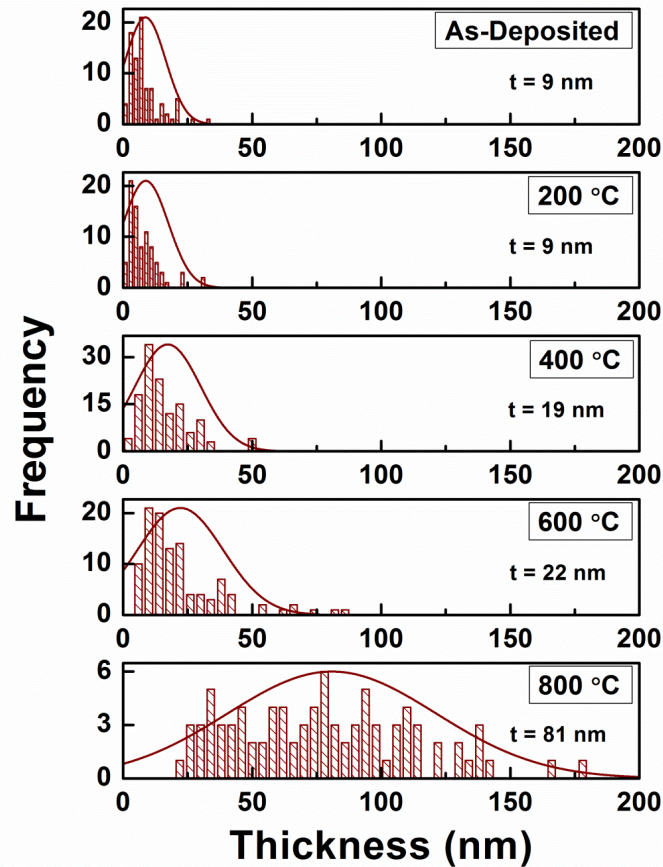 As-Deposited
t = 9 nm
20
10
0
0 50 100 150 200
200 °C
t = 9 nm
20
10
0
0 50 100 150 200
400 °C
t = 19 nm
30
15
0
0 50 100 150 200
600 °C
t = 22 nm
20
10
0
0 50 100 150 200
800 °C
t = 81 nm
6
3
0
0 50 100 150 200
Frequency
Thickness (nm)